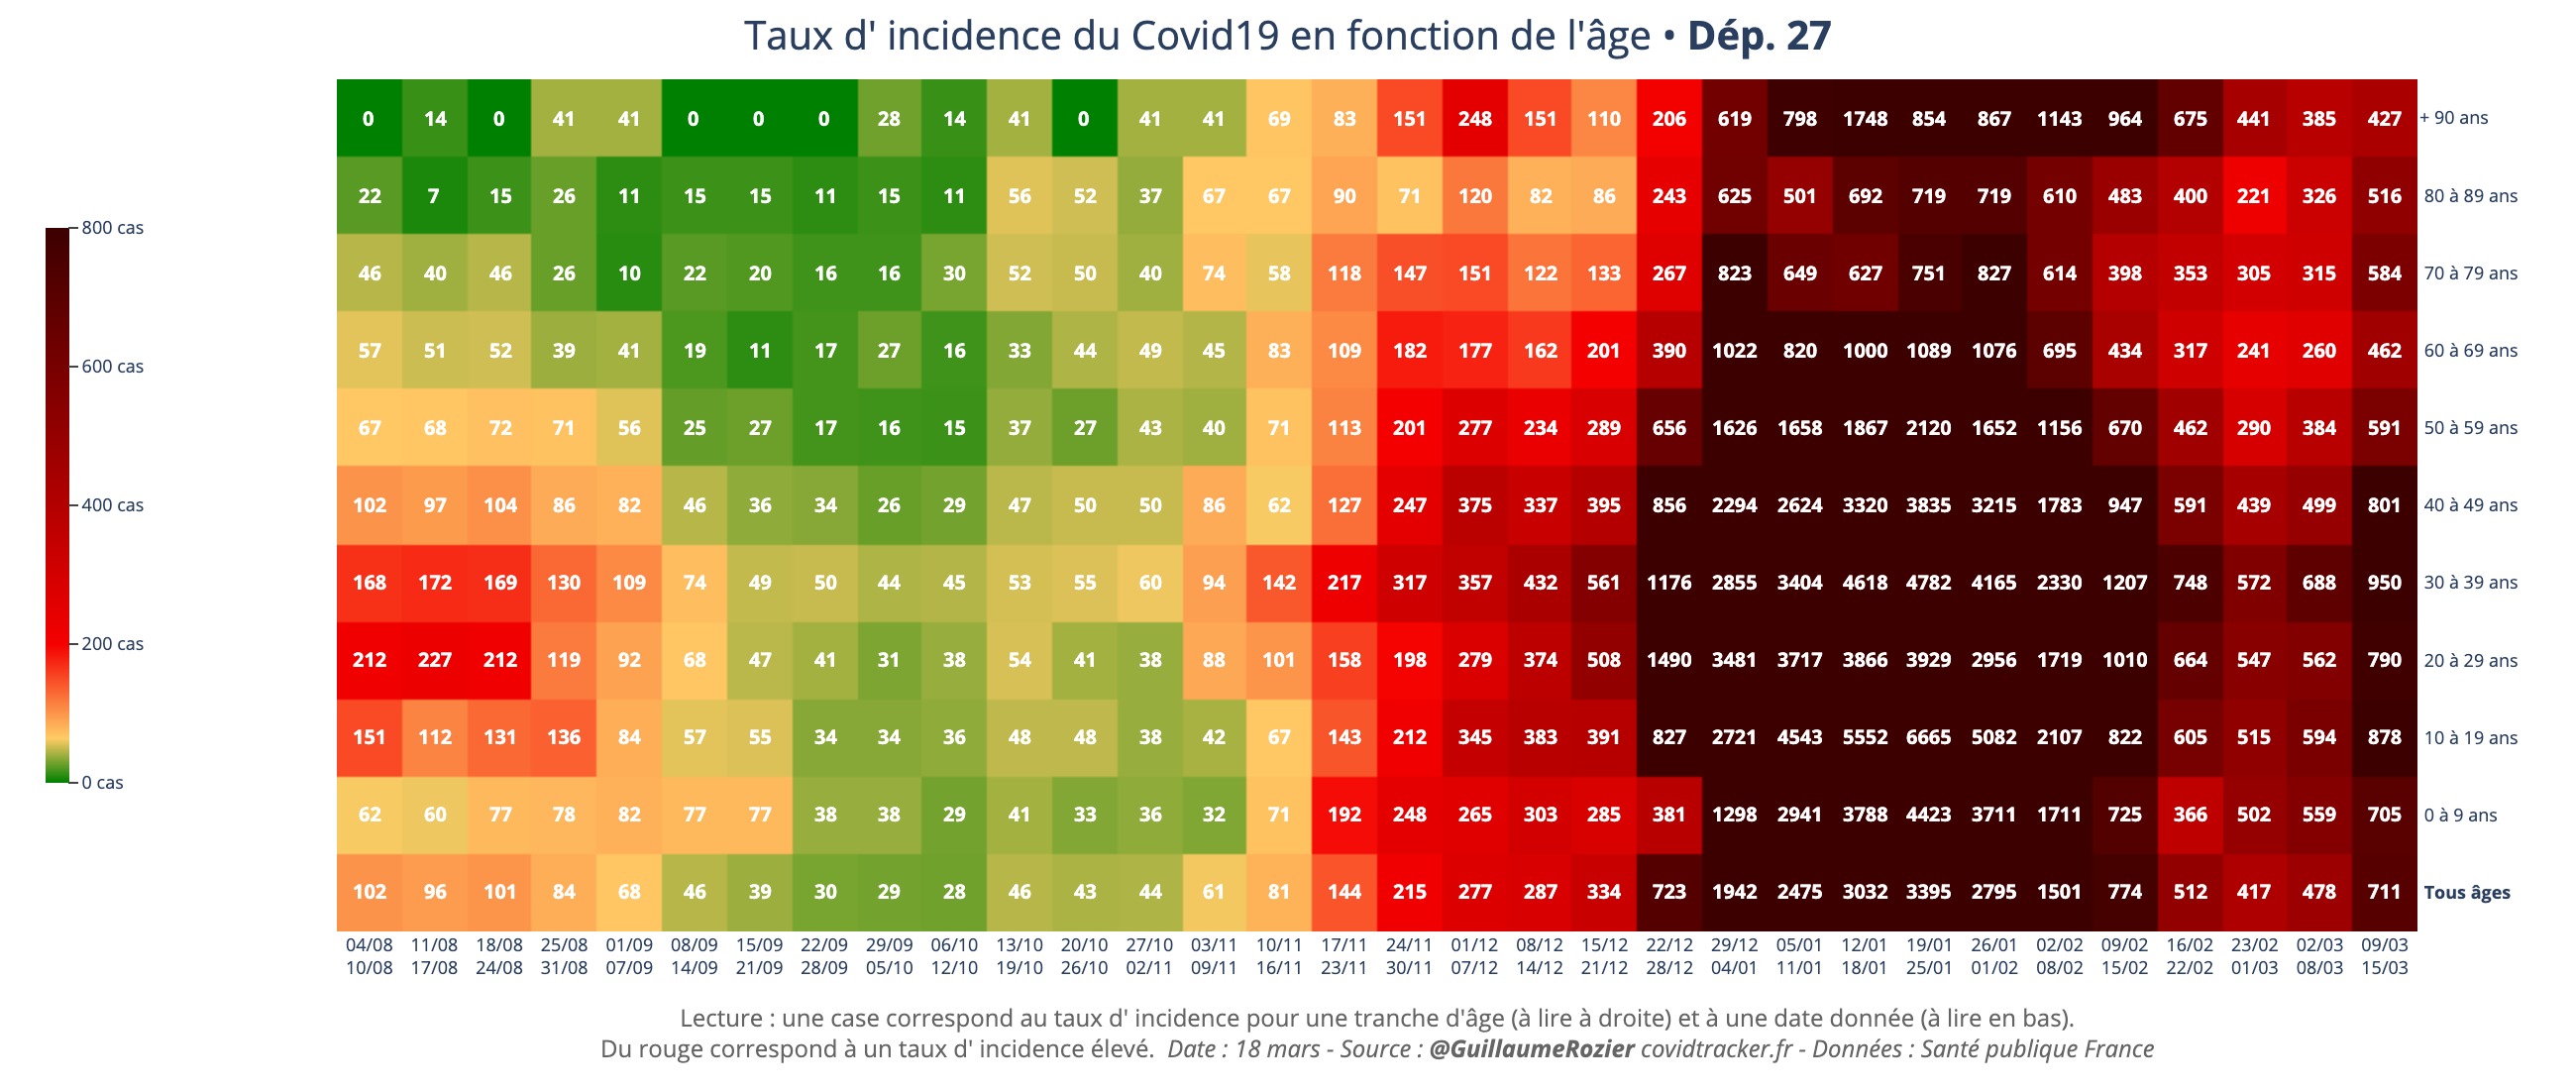 Taux d' incidence du Covid19 en fonction de l'âge • Dép. 27
0 14 0 41 41 0 0 0 28 14 41 0 41 41 69 83 151 248 151 110 206 619 798 1748 854 867 1143 964 675 441 385 427 + 90 ans
22 7 15 26 11 15 15 11 15 11 56 52 37 67 67 90 71 120 82 86 243 625 501 692 719 719 610 483 400 221 326 516 80 à 89 ans
800 cas
46 40 46 26 10 22 20 16 16 30 52 50 40 74 58 118 147 151 122 133 267 823 649 627 751 827 614 398 353 305 315 584 70 à 79 ans
57 51 52 39 41 19 11 17 27 16 33 44 49 45 83 109 182 177 162 201 390 1022 820 1000 1089 1076 695 434 317 241 260 462 60 à 69 ans
600 cas
67 68 72 71 56 25 27 17 16 15 37 27 43 40 71 113 201 277 234 289 656 1626 1658 1867 2120 1652 1156 670 462 290 384 591 50 à 59 ans
400 cas
102 97 104 86 82 46 36 34 26 29 47 50 50 86 62 127 247 375 337 395 856 2294 2624 3320 3835 3215 1783 947 591 439 499 801 40 à 49 ans
168 172 169 130 109 74 49 50 44 45 53 55 60 94 142 217 317 357 432 561 1176 2855 3404 4618 4782 4165 2330 1207 748 572 688 950 30 à 39 ans
200 cas
212 227 212 119 92 68 47 41 31 38 54 41 38 88 101 158 198 279 374 508 1490 3481 3717 3866 3929 2956 1719 1010 664 547 562 790 20 à 29 ans
151 112 131 136 84 57 55 34 34 36 48 48 38 42 67 143 212 345 383 391 827 2721 4543 5552 6665 5082 2107 822 605 515 594 878 10 à 19 ans
0 cas
62 60 77 78 82 77 77 38 38 29 41 33 36 32 71 192 248 265 303 285 381 1298 2941 3788 4423 3711 1711 725 366 502 559 705 0 à 9 ans
102 96 101 84 68 46 39 30 29 28 46 43 44 61 81 144 215 277 287 334 723 1942 2475 3032 3395 2795 1501 774 512 417 478 711 Tous âges
04/08 11/08 18/08 25/08 01/09 08/09 15/09 22/09 29/09 06/10 13/10 20/10 27/10 03/11 10/11 17/11 24/11 01/12 08/12 15/12 22/12 29/12 05/01 12/01 19/01 26/01 02/02 09/02 16/02 23/02 02/03 09/03
10/08 17/08 24/08 31/08 07/09 14/09 21/09 28/09 05/10 12/10 19/10 26/10 02/11 09/11 16/11 23/11 30/11 07/12 14/12 21/12 28/12 04/01 11/01 18/01 25/01 01/02 08/02 15/02 22/02 01/03 08/03 15/03
Lecture : une case correspond au taux d' incidence pour une tranche d'âge (à lire à droite) et à une date donnée (à lire en bas).
Du rouge correspond à un taux d' incidence élevé. Date : 18 mars - Source : @GuillaumeRozier covidtracker.fr - Données : Santé publique France